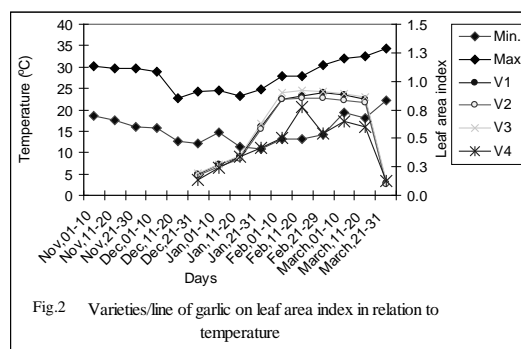 40
35
30
25
20
15
10
5
0
Temperature (ºC)
1.5
1.3
1.0
0.8
0.5
0.3
0.0
Leaf area index
Min.
Max
V1
V2
V3
V4
Nov,01-10
Nov,11-20
Nov,21-30
Dec,01-10
Dec,11-20
Dec,21-31
Jan,01-10
Jan,11-20
Jan,21-31
Feb,01-10
Feb,11-20
Feb,21-29
March,01-10
March,11-20
March,21-31
Days
Fig.2 Varieties/line of garlic on leaf area index in relation to
temperature